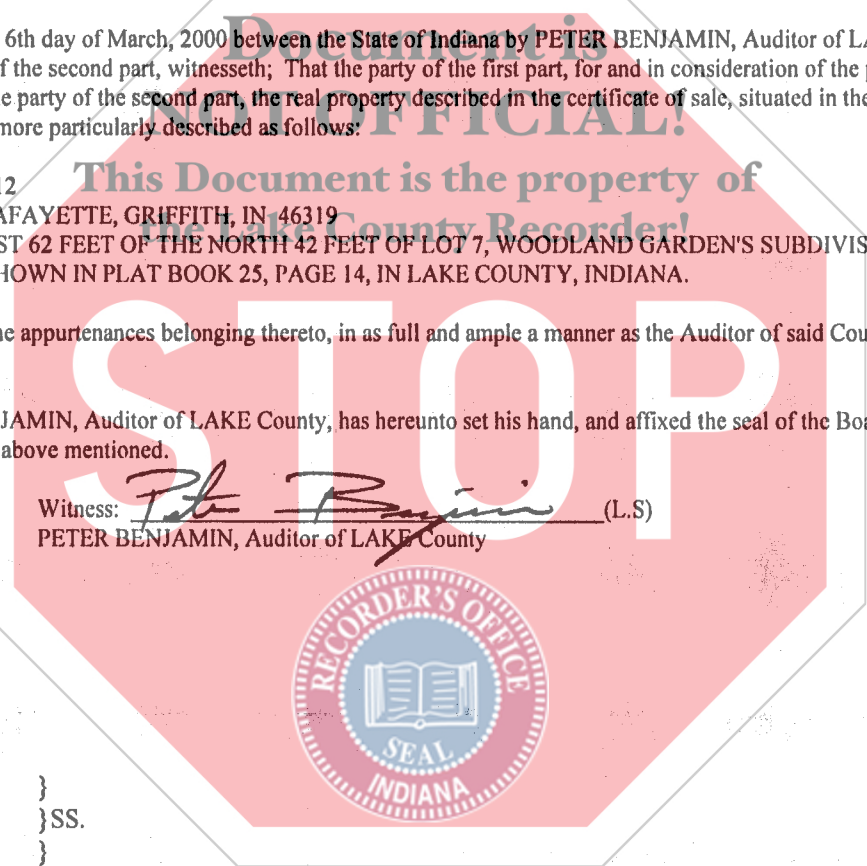 6th day of March, 2000 between the State of Indiana by PETER BENJAMIN, Auditor of LA
f the second part, witnesseth; That the party of the first part, for and in consideration of the p
e party of the second part, the real property described in the certificate of sale, situated in the
more particularly described as follows:
Document is
NOT OFFICIAL!
This Document is the property of
the Lake County Recorder!
12
AFAYETTE, GRIFFITH, IN 46319
ST 62 FEET OF THE NORTH 42 FEET OF LOT 7, WOODLAND GARDEN'S SUBDIVIS
HOWN IN PLAT BOOK 25, PAGE 14, IN LAKE COUNTY, INDIANA.
STOP
he appurtenances belonging thereto, in as full and ample a manner as the Auditor of said Cou
JAMIN, Auditor of LAKE County, has hereunto set his hand, and affixed the seal of the Boa
above mentioned.
Witness: Peter Benjamin (L.S)
PETER BENJAMIN, Auditor of LAKE County
RECORDER'S OFFICE
SEAL
INDIANA
}
}SS.
}